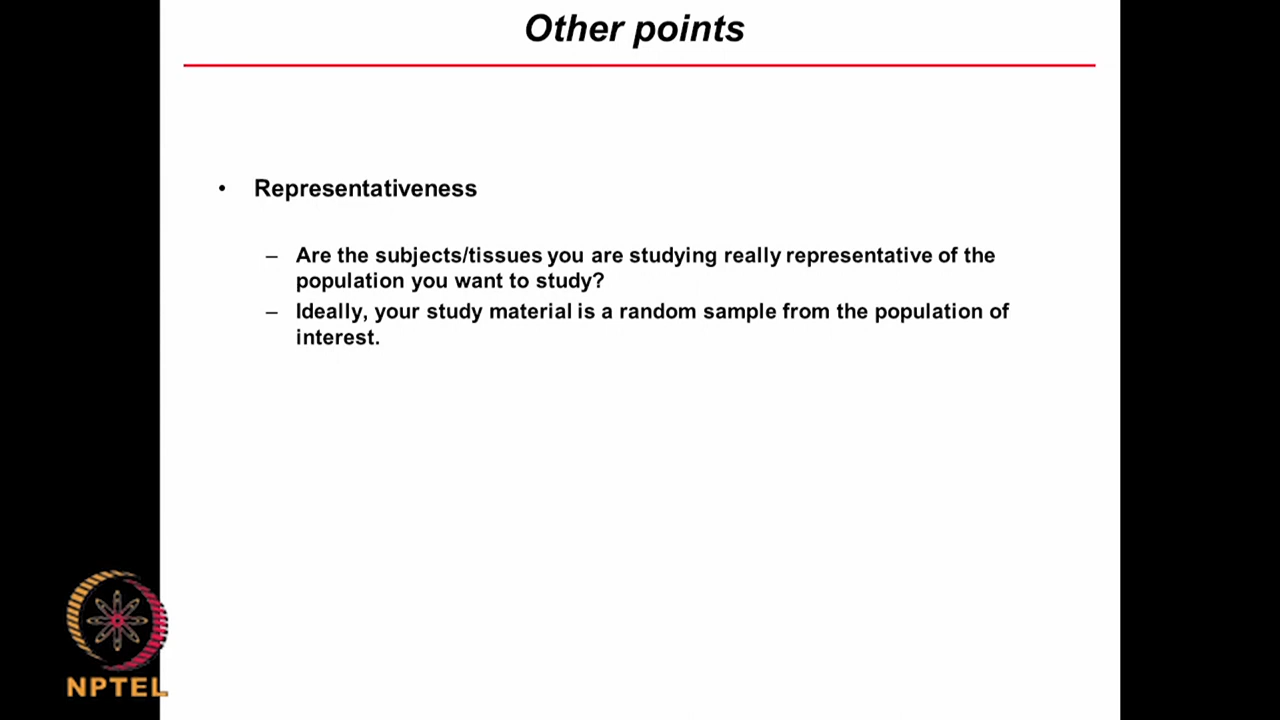 Other points
• Representativeness
– Are the subjects/tissues you are studying really representative of the
population you want to study?
– Ideally, your study material is a random sample from the population of
interest.
NPTEL